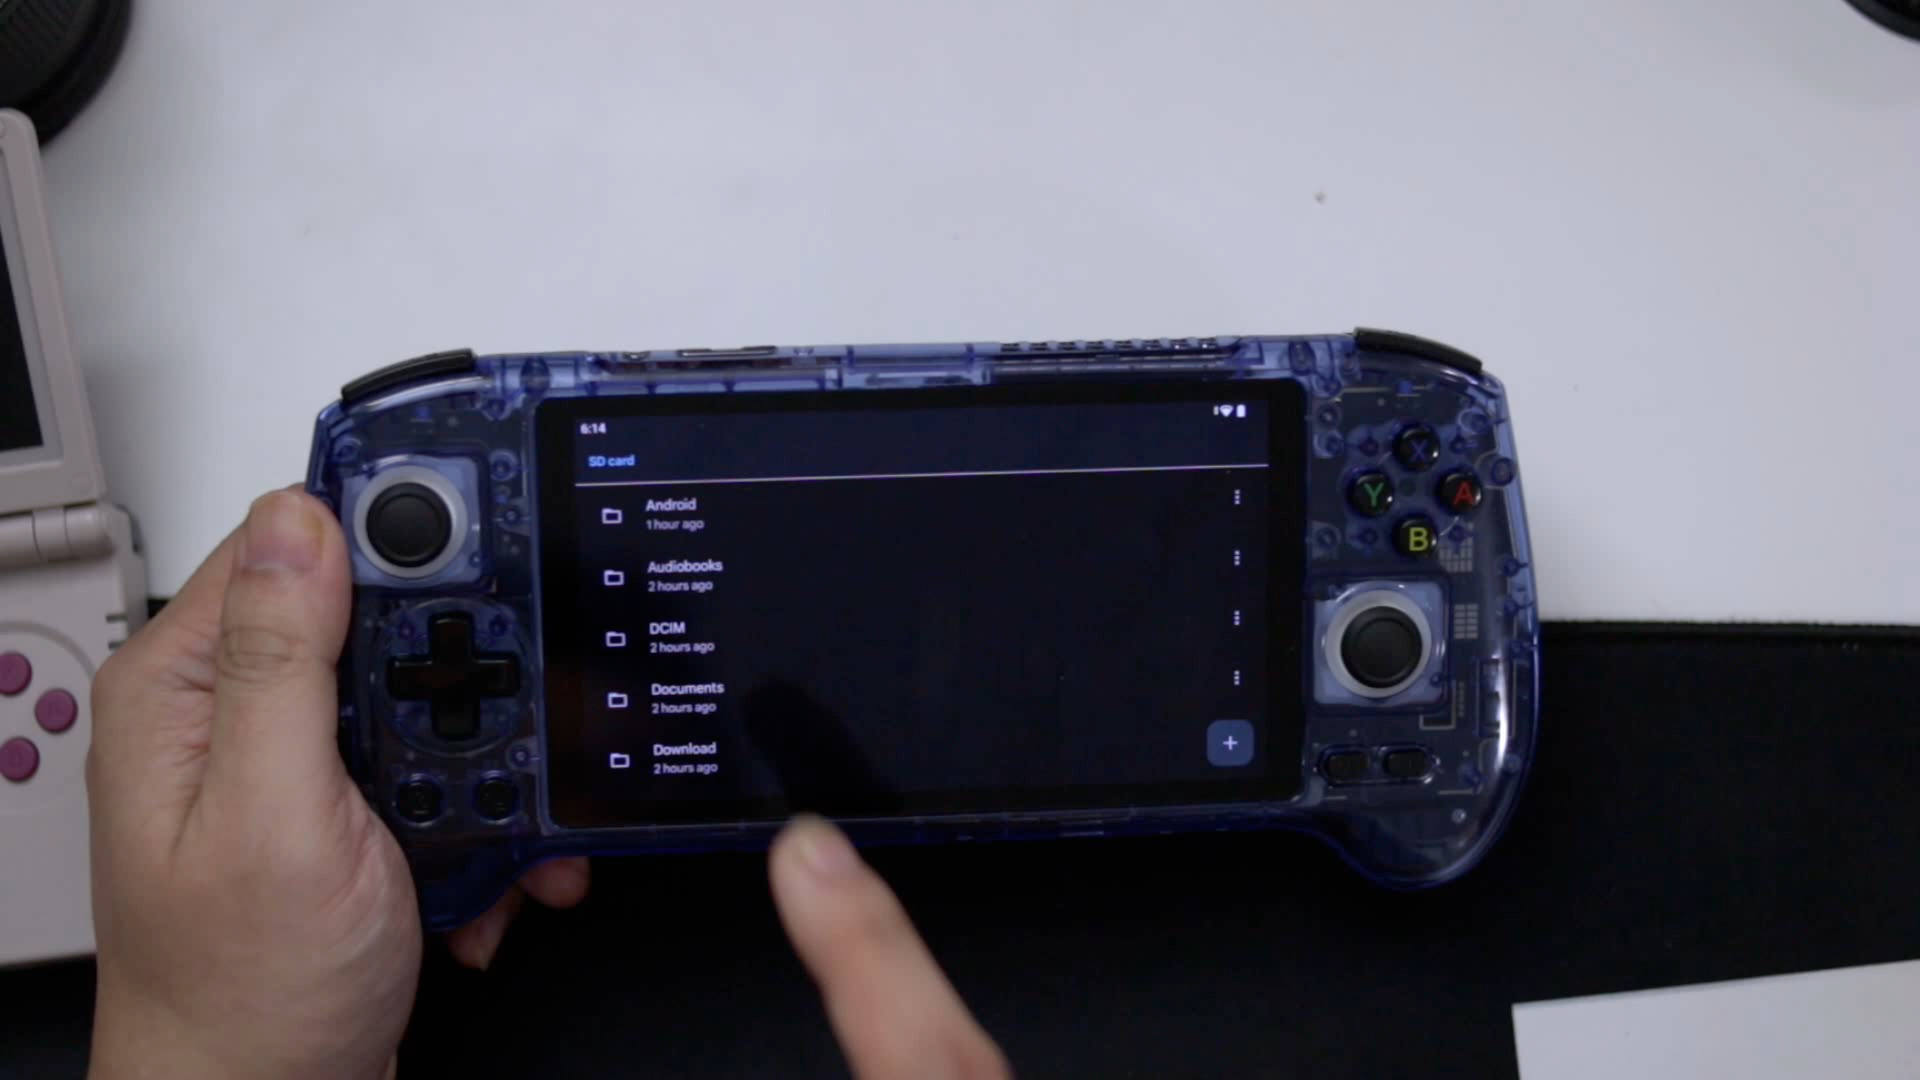 6:14
SD card
Android
1 hour ago
Audiobooks
2 hours ago
DCIM
2 hours ago
Documents
2 hours ago
Download
2 hours ago
+
X
Y
A
B